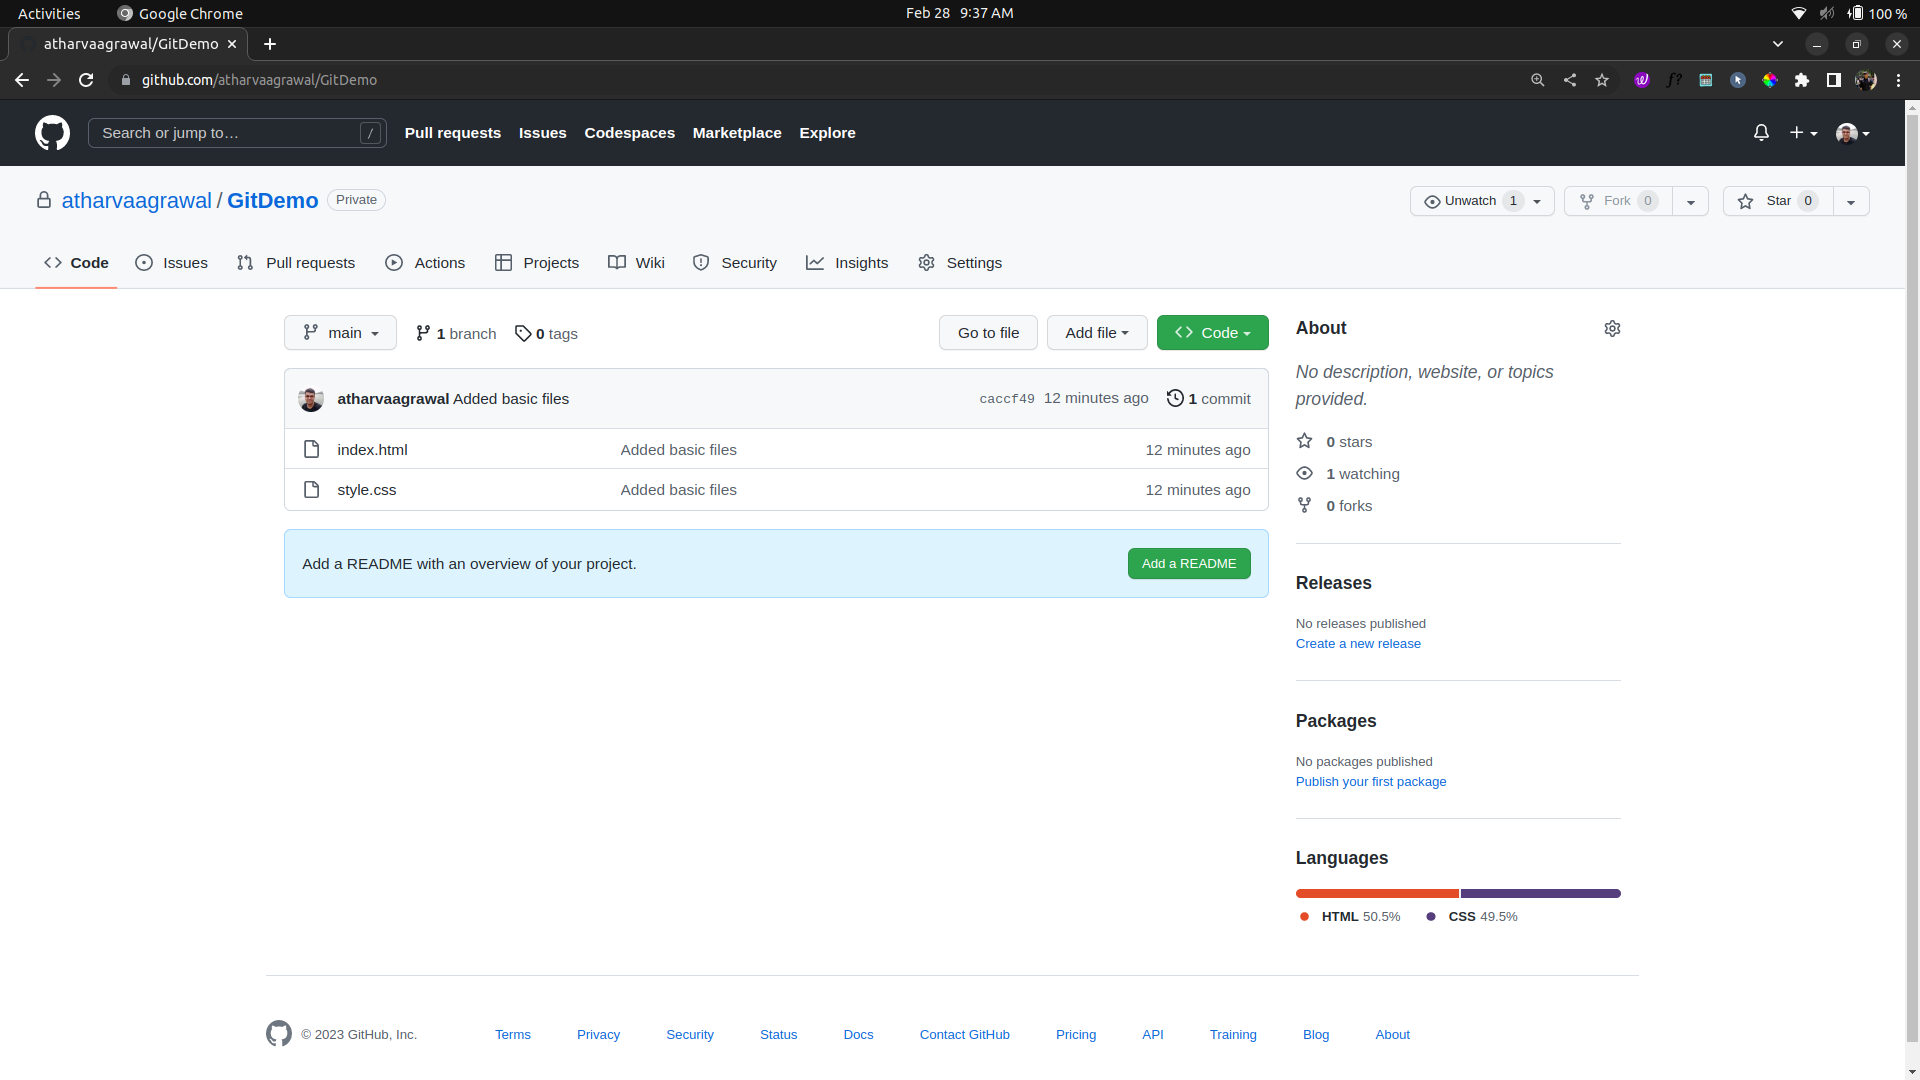 Activities Google Chrome Feb 28 9:37 AM 100 %
atharvaagrawal/GitDemo
github.com/atharvaagrawal/GitDemo
Search or jump to… / Pull requests Issues Codespaces Marketplace Explore
atharvaagrawal / GitDemo Private Unwatch 1 Fork 0 Star 0
Code Issues Pull requests Actions Projects Wiki Security Insights Settings
main 1 branch 0 tags Go to file Add file Code
atharvaagrawal Added basic files caccf49 12 minutes ago 1 commit
index.html Added basic files 12 minutes ago
style.css Added basic files 12 minutes ago
Add a README with an overview of your project. Add a README
About
No description, website, or topics
provided.
0 stars
1 watching
0 forks
Releases
No releases published
Create a new release
Packages
No packages published
Publish your first package
Languages
HTML 50.5% CSS 49.5%
© 2023 GitHub, Inc. Terms Privacy Security Status Docs Contact GitHub Pricing API Training Blog About